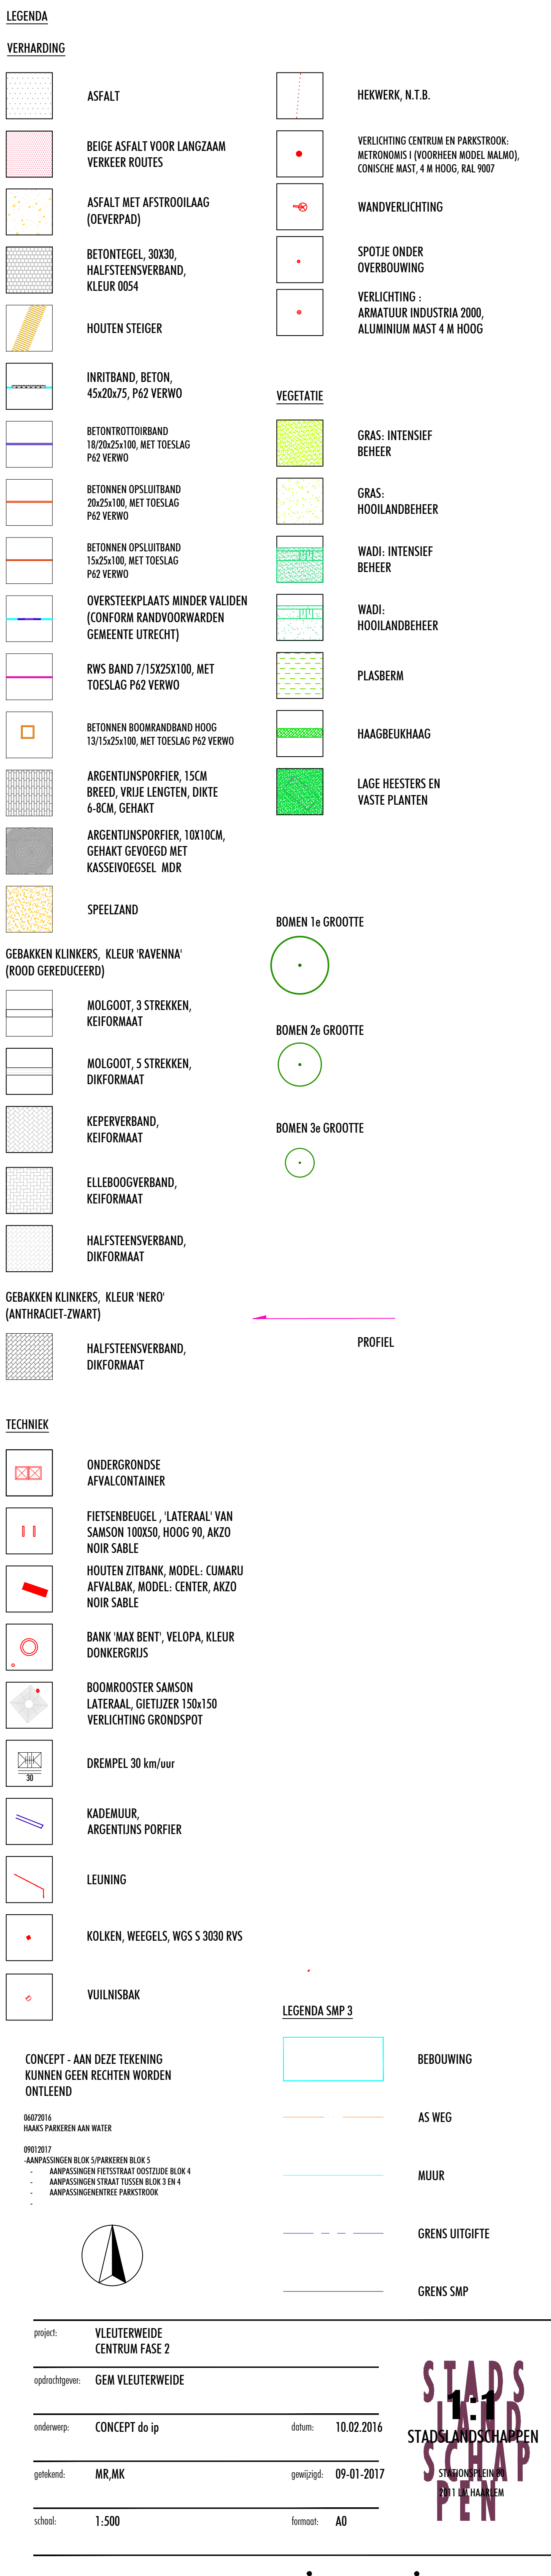 LEGENDA
VERHARDING
ASFALT
BEIGE ASFALT VOOR LANGZAAM
VERKEER ROUTES
ASFALT MET AFSTROOILAAG
(OEVERPAD)
BETONTEGEL, 30X30,
HALFSTEENSVERBAND,
KLEUR 0054
HOUTEN STEIGER
INRITBAND, BETON,
45x20x75, P62 VERWO
BETONTROTTOIRBAND
18/20x25x100, MET TOESLAG
P62 VERWO
BETONNEN OPSLUITBAND
20x25x100, MET TOESLAG
P62 VERWO
BETONNEN OPSLUITBAND
15x25x100, MET TOESLAG
P62 VERWO
OVERSTEEKPLAATS MINDER VALIDEN
(CONFORM RANDVOORWARDEN
GEMEENTE UTRECHT)
RWS BAND 7/15X25X100, MET
TOESLAG P62 VERWO
BETONNEN BOOMRANDBAND HOOG
13/15x25x100, MET TOESLAG P62 VERWO
ARGENTIJNSPORFIER, 15CM
BREED, VRIJE LENGTEN, DIKTE
6-8CM, GEHAKT
ARGENTIJNSPORFIER, 10X10CM,
GEHAKT GEVOEGD MET
KASSEIVOEGSEL MDR
SPEELZAND
GEBAKKEN KLINKERS, KLEUR 'RAVENNA'
(ROOD GEREDUCEERD)
MOLGOOT, 3 STREKKEN,
KEIFORMAAT
MOLGOOT, 5 STREKKEN,
DIKFORMAAT
KEPERVERBAND,
KEIFORMAAT
ELLEBOOGVERBAND,
KEIFORMAAT
HALFSTEENSVERBAND,
DIKFORMAAT
GEBAKKEN KLINKERS, KLEUR 'NERO'
(ANTHRACIET-ZWART)
HALFSTEENSVERBAND,
DIKFORMAAT
HEKWERK, N.T.B.
VERLICHTING CENTRUM EN PARKSTROOK:
METRONOMIS I (VOORHEEN MODEL MALMO),
CONISCHE MAST, 4 M HOOG, RAL 9007
WANDVERLICHTING
SPOTJE ONDER
OVERBOUWING
VERLICHTING :
ARMATUUR INDUSTRIA 2000,
ALUMINIUM MAST 4 M HOOG
VEGETATIE
GRAS: INTENSIEF
BEHEER
GRAS:
HOOILANDBEHEER
WADI: INTENSIEF
BEHEER
WADI:
HOOILANDBEHEER
PLASBERM
HAAGBEUKHAAG
LAGE HEESTERS EN
VASTE PLANTEN
BOMEN 1e GROOTTE
BOMEN 2e GROOTTE
BOMEN 3e GROOTTE
PROFIEL
TECHNIEK
ONDERGRONDSE
AFVALCONTAINER
FIETSENBEUGEL , 'LATERAAL' VAN
SAMSON 100X50, HOOG 90, AKZO
NOIR SABLE
HOUTEN ZITBANK, MODEL: CUMARU
AFVALBAK, MODEL: CENTER, AKZO
NOIR SABLE
BANK 'MAX BENT', VELOPA, KLEUR
DONKERGRIJS
BOOMROOSTER SAMSON
LATERAAL, GIETIJZER 150x150
VERLICHTING GRONDSPOT
30
DREMPEL 30 km/uur
KADEMUUR,
ARGENTIJNS PORFIER
LEUNING
KOLKEN, WEEGELS, WGS S 3030 RVS
VUILNISBAK
CONCEPT - AAN DEZE TEKENING
KUNNEN GEEN RECHTEN WORDEN
ONTLEEND
06072016
HAAKS PARKEREN AAN WATER
09012017
-AANPASSINGEN BLOK 5/PARKEREN BLOK 5
- AANPASSINGEN FIETSSTRAAT OOSTZIJDE BLOK 4
- AANPASSINGEN STRAAT TUSSEN BLOK 3 EN 4
- AANPASSINGENENTREE PARKSTROOK
-
LEGENDA SMP 3
BEBOUWING
AS WEG
MUUR
GRENS UITGIFTE
GRENS SMP
project: VLEUTERWEIDE
CENTRUM FASE 2
opdrachtgever: GEM VLEUTERWEIDE
onderwerp: CONCEPT do ip datum: 10.02.2016
getekend: MR,MK gewijzigd: 09-01-2017
schaal: 1:500 formaat: A0
STADS
LAND
SCHAP
PEN
1:1
STADSLANDSCHAPPEN
STATIONSPLEIN 80
2011 LM HAARLEM